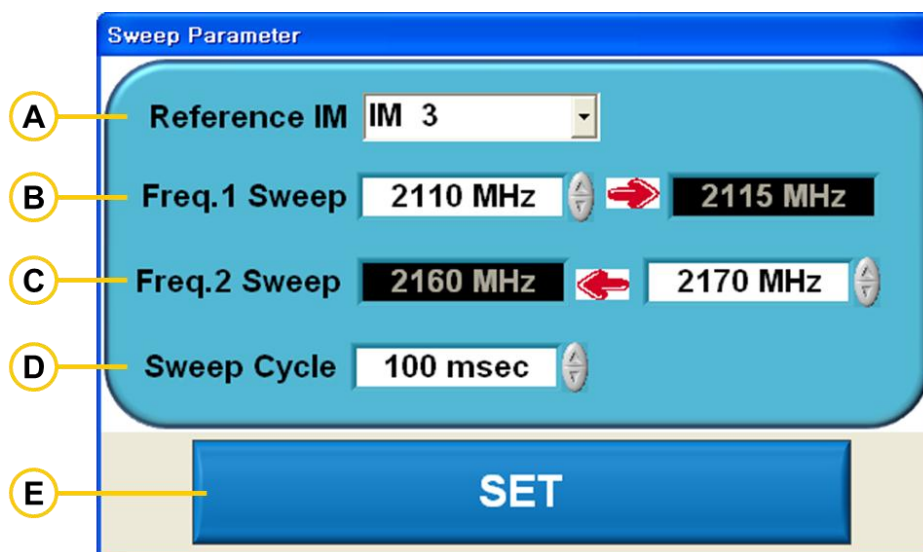 Sweep Parameter
A Reference IM IM 3
B Freq.1 Sweep 2110 MHz 2115 MHz
C Freq.2 Sweep 2160 MHz 2170 MHz
D Sweep Cycle 100 msec
E SET